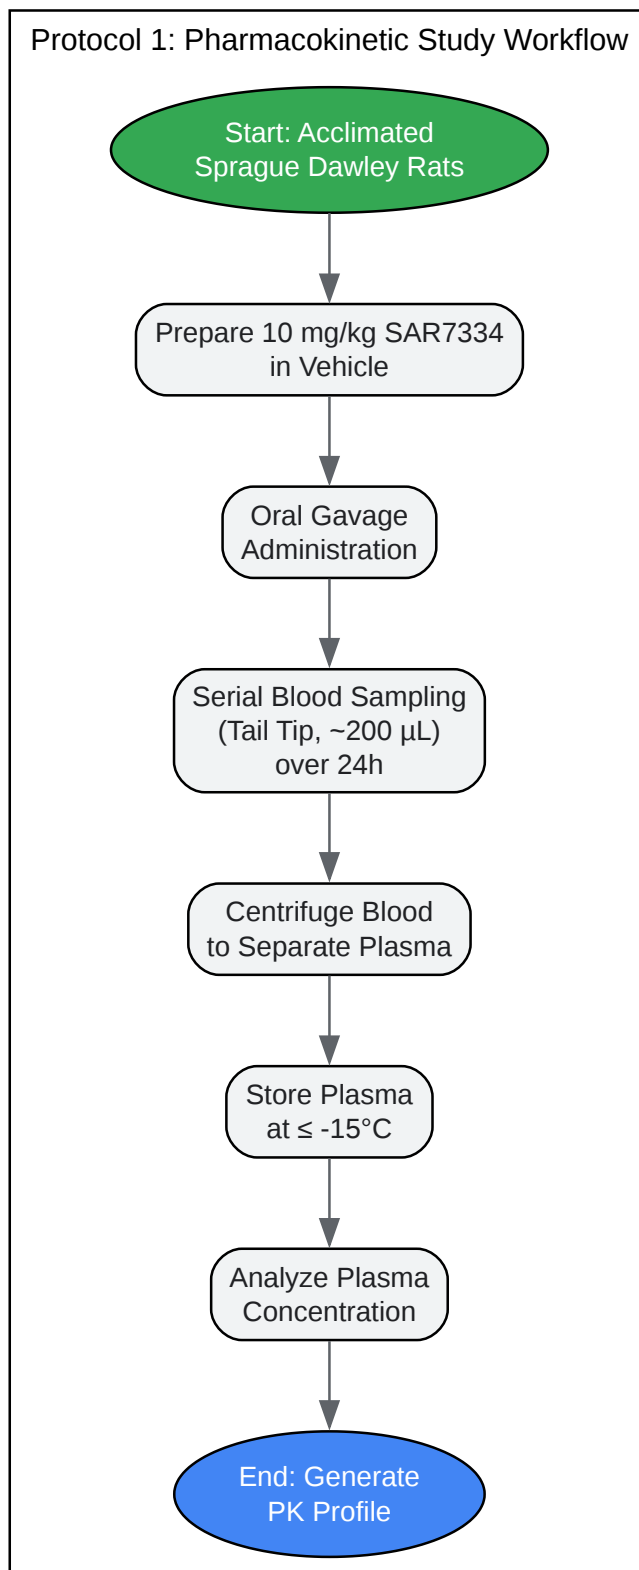 Protocol 1: Pharmacokinetic Study Workflow
Start: Acclimated
Sprague Dawley Rats
Prepare 10 mg/kg SAR7334
in Vehicle
Oral Gavage
Administration
Serial Blood Sampling
(Tail Tip, ~200 µL)
over 24h
Centrifuge Blood
to Separate Plasma
Store Plasma
at ≤ -15°C
Analyze Plasma
Concentration
End: Generate
PK Profile